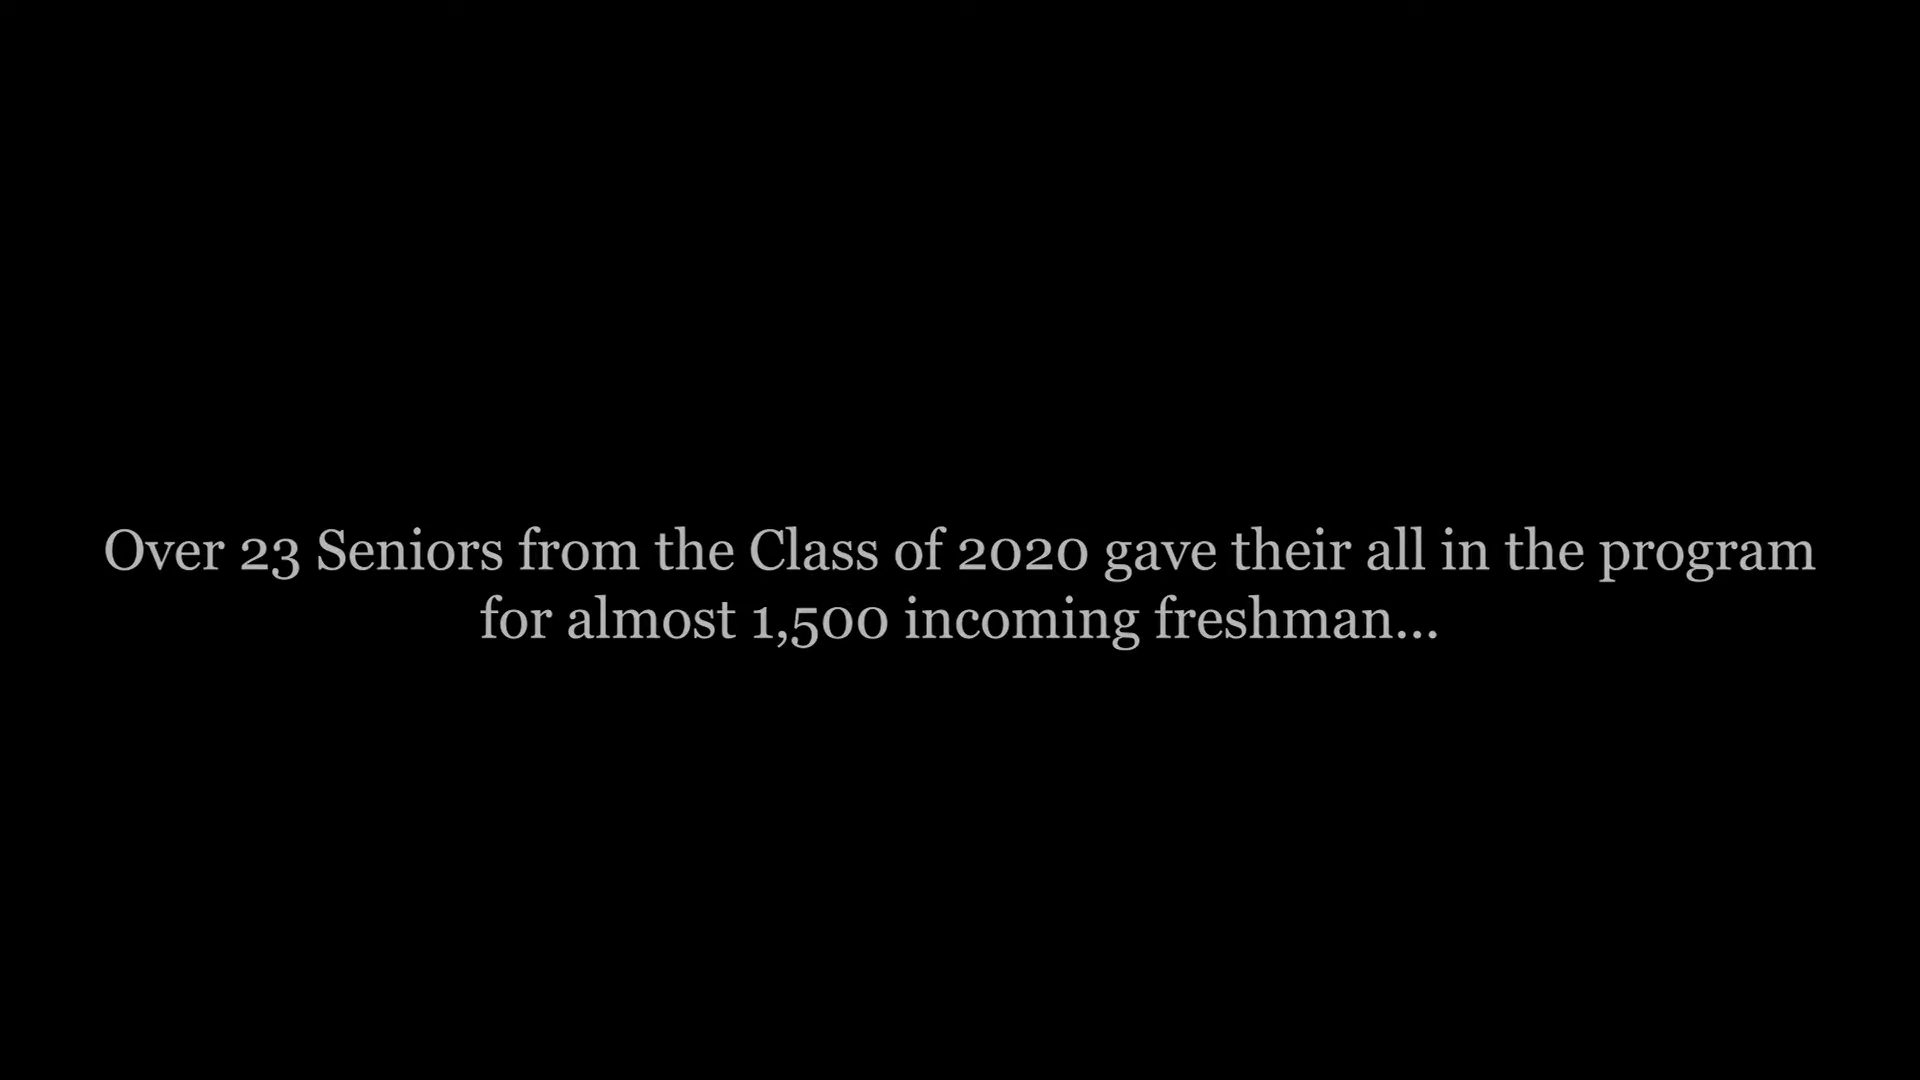 Over 23 Seniors from the Class of 2020 gave their all in the program
for almost 1,500 incoming freshman...